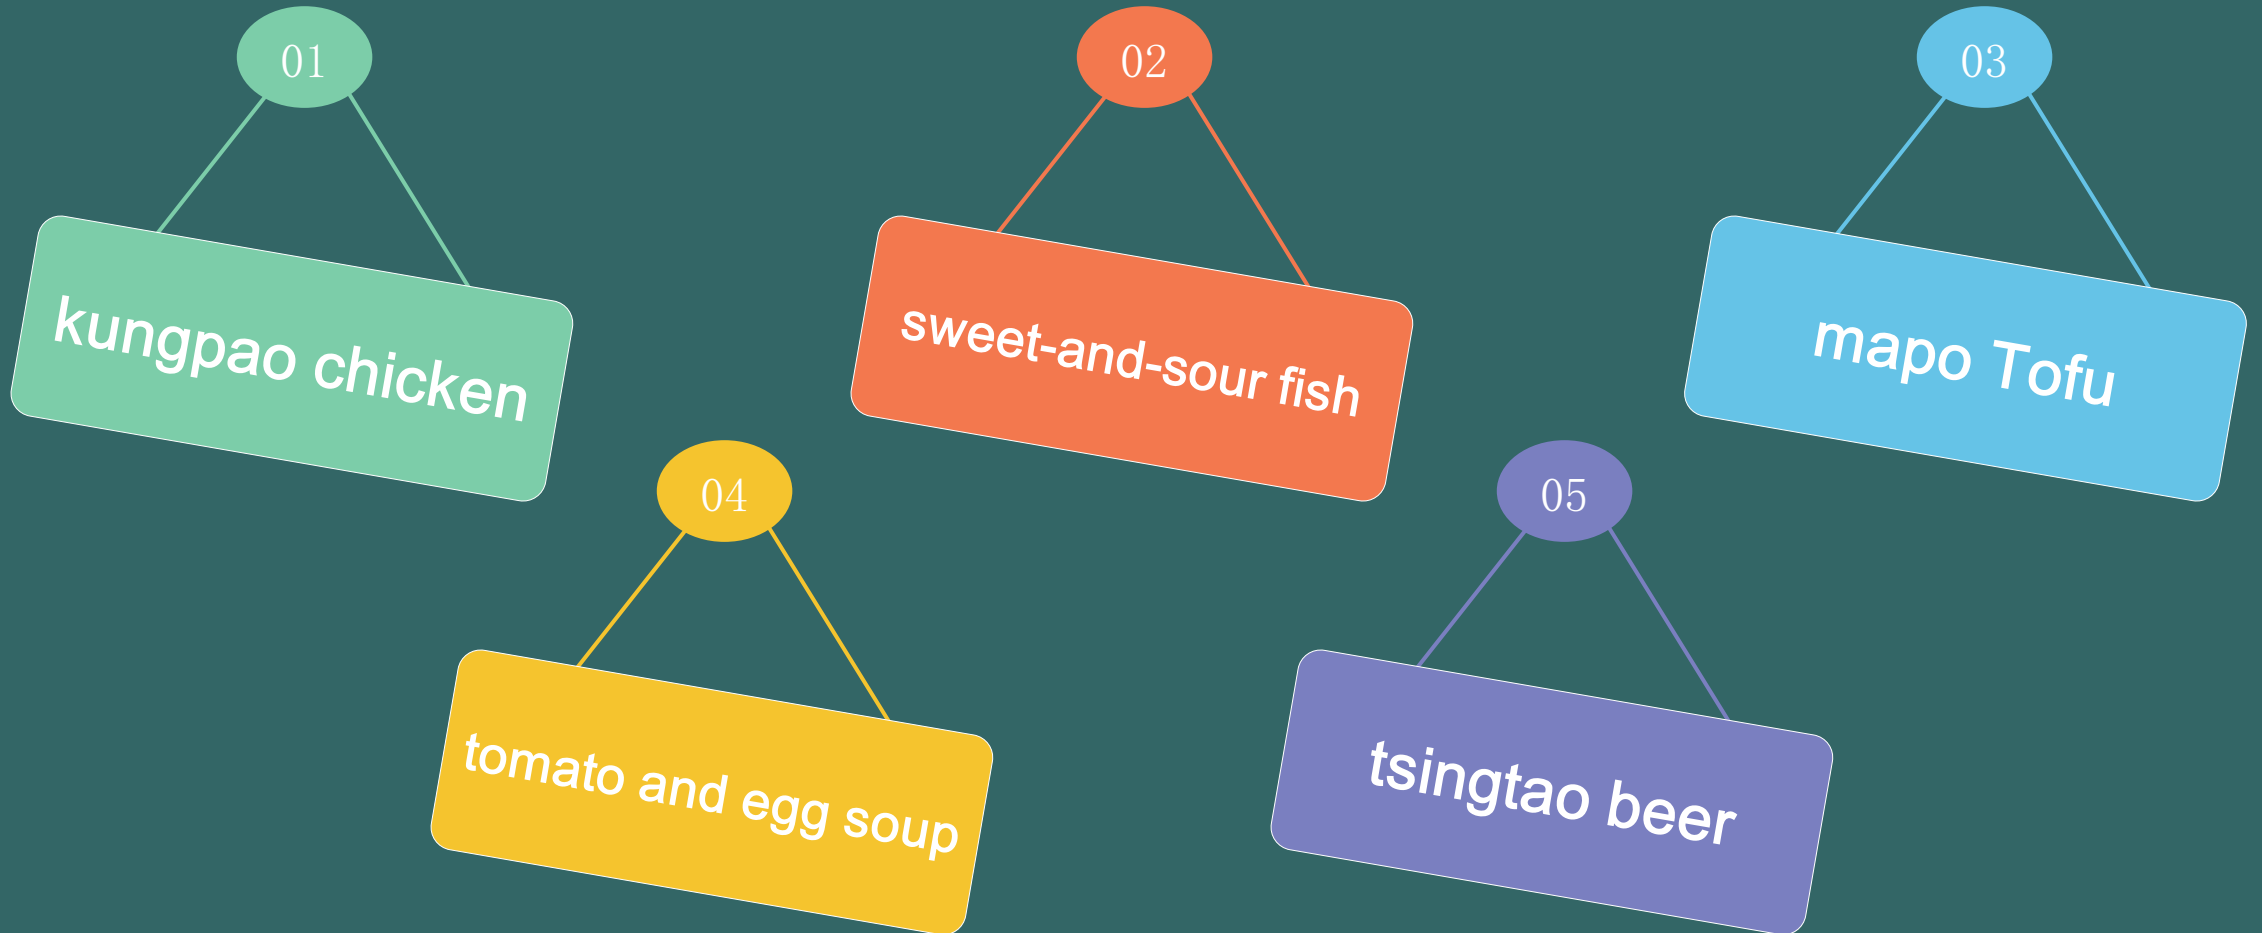 01
kungpao chicken
02
sweet-and-sour fish
03
mapo Tofu
04
tomato and egg soup
05
tsingtao beer